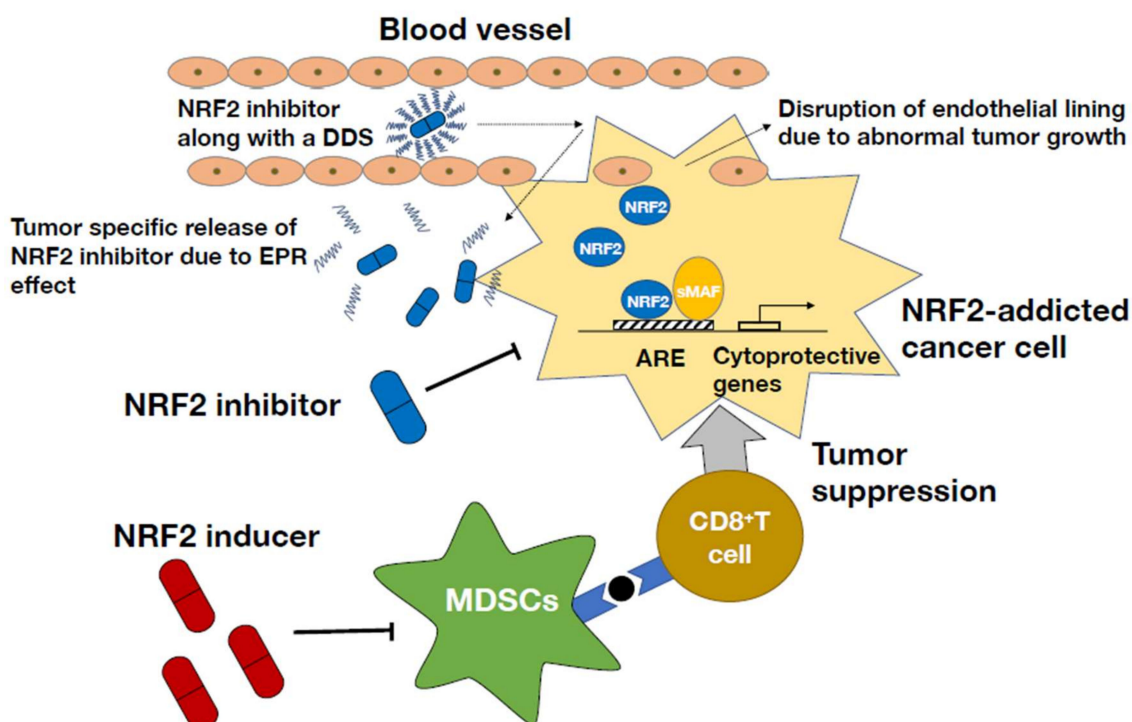 Blood vessel
NRF2 inhibitor
along with a DDS
Disruption of endothelial lining
due to abnormal tumor growth
Tumor specific release of
NRF2 inhibitor due to EPR
effect
NRF2
NRF2
NRF2
sMAF
ARE
Cytoprotective
genes
NRF2-addicted
cancer cell
NRF2 inhibitor
Tumor
suppression
CD8⁺T
cell
NRF2 inducer
MDSCs